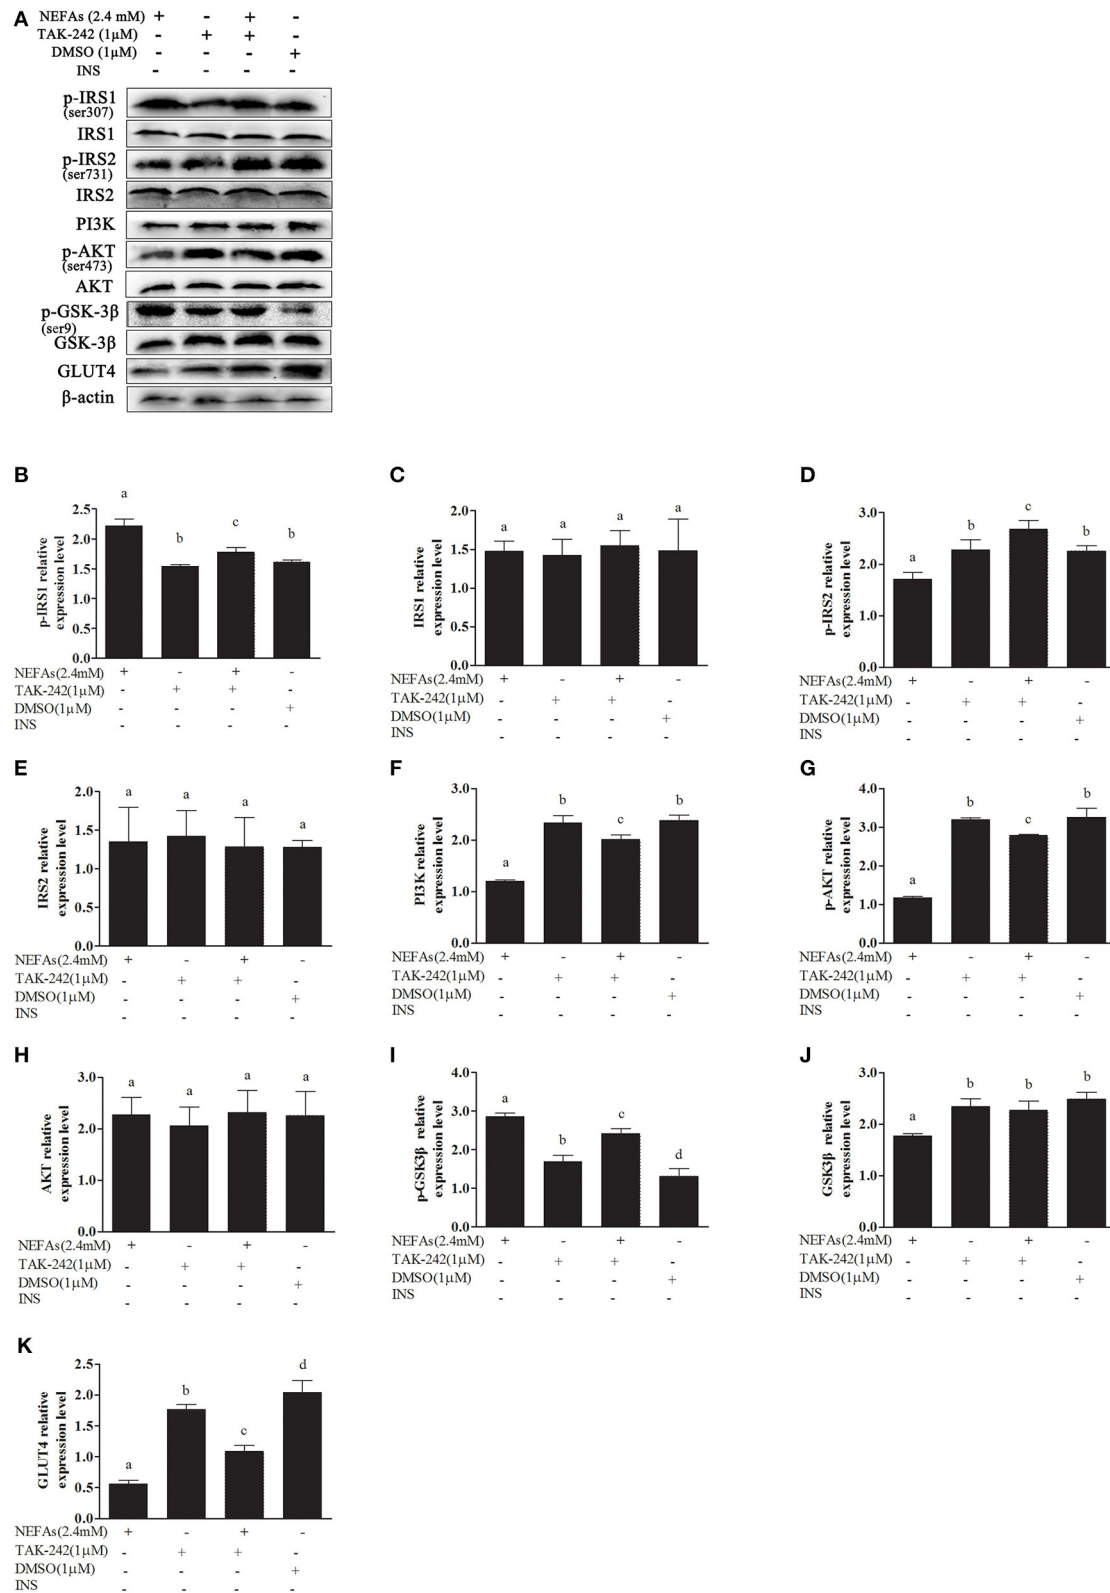 A
NEFAs (2.4 mM) + - + -
TAK-242 (1μM) - + + -
DMSO (1μM) - - - +
INS - - - -
p-IRS1
(ser307)
IRS1
p-IRS2
(ser731)
IRS2
PI3K
p-AKT
(ser473)
AKT
p-GSK-3β
(ser9)
GSK-3β
GLUT4
β-actin
B
p-IRS1 relative
expression level
2.5
2.0
1.5
1.0
0.5
0.0
a b c b
NEFAs(2.4mM) + - + -
TAK-242(1μM) - + + -
DMSO(1μM) - - - +
INS - - - -
C
IRS1 relative
expression level
2.0
1.5
1.0
0.5
0.0
a a a a
NEFAs(2.4mM) + - + -
TAK-242(1μM) - + + -
DMSO(1μM) - - - +
INS - - - -
D
p-IRS2 relative
expression level
3.0
2.0
1.0
0.0
a b c b
NEFAs(2.4mM) + - + -
TAK-242(1μM) - + + -
DMSO(1μM) - - - +
INS - - - -
E
IRS2 relative
expression level
2.0
1.5
1.0
0.5
0.0
a a a a
NEFAs(2.4mM) + - + -
TAK-242(1μM) - + + -
DMSO(1μM) - - - +
INS - - - -
F
PI3K relative
expression level
3.0
2.0
1.0
0.0
a b c b
NEFAs(2.4mM) + - + -
TAK-242(1μM) - + + -
DMSO(1μM) - - - +
INS - - - -
G
p-AKT relative
expression level
4.0
3.0
2.0
1.0
0.0
a b c b
NEFAs(2.4mM) + - + -
TAK-242(1μM) - + + -
DMSO(1μM) - - - +
INS - - - -
H
AKT relative
expression level
3.0
2.0
1.0
0.0
a a a a
NEFAs(2.4mM) + - + -
TAK-242(1μM) - + + -
DMSO(1μM) - - - +
INS - - - -
I
p-GSK3β relative
expression level
4.0
3.0
2.0
1.0
0.0
a b c d
NEFAs(2.4mM) + - + -
TAK-242(1μM) - + + -
DMSO(1μM) - - - +
INS - - - -
J
GSK3β relative
expression level
3.0
2.0
1.0
0.0
a b b b
NEFAs(2.4mM) + - + -
TAK-242(1μM) - + + -
DMSO(1μM) - - - +
INS - - - -
K
GLUT4 relative
expression level
2.5
2.0
1.5
1.0
0.5
0.0
a b c d
NEFAs(2.4mM) + - + -
TAK-242(1μM) - + + -
DMSO(1μM) - - - +
INS - - - -